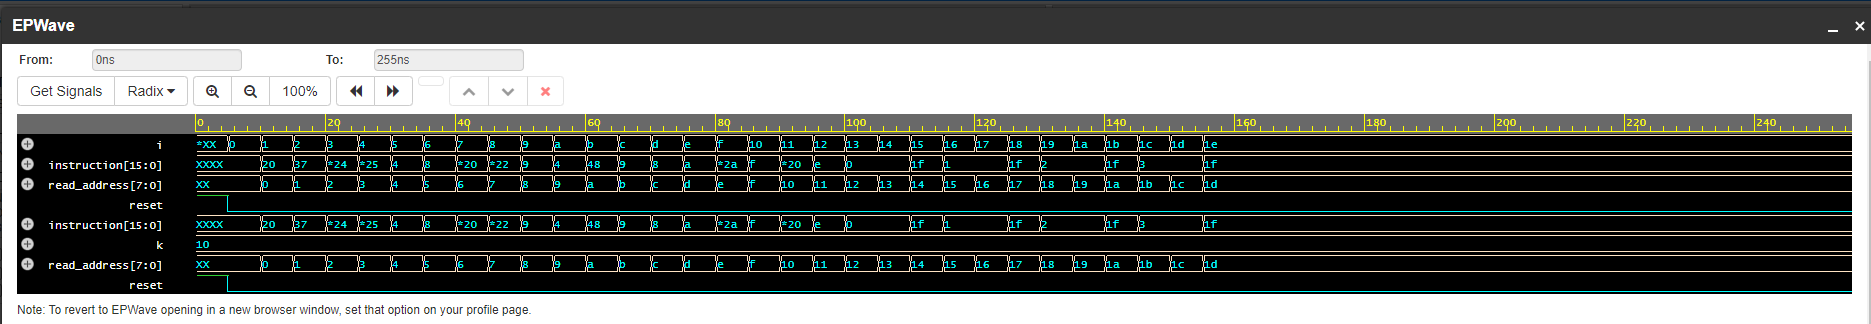 EPWave
From: 0ns To: 255ns
Get Signals Radix 100%
0 20 40 60 80 100 120 140 160 180 200 220 240
i *XX 0 1 2 3 4 5 6 7 8 9 a b c d e f 10 11 12 13 14 15 16 17 18 19 1a 1b 1c 1d 1e
instruction[15:0] XXXX 20 37 *24 *25 4 8 *20 *22 9 4 48 9 8 a *2a f *20 e 0 1f 1 1f 2 1f 3 1f
read_address[7:0] XX 0 1 2 3 4 5 6 7 8 9 a b c d e f 10 11 12 13 14 15 16 17 18 19 1a 1b 1c 1d
reset
instruction[15:0] XXXX 20 37 *24 *25 4 8 *20 *22 9 4 48 9 8 a *2a f *20 e 0 1f 1 1f 2 1f 3 1f
k 10
read_address[7:0] XX 0 1 2 3 4 5 6 7 8 9 a b c d e f 10 11 12 13 14 15 16 17 18 19 1a 1b 1c 1d
reset
Note: To revert to EPWave opening in a new browser window, set that option on your profile page.